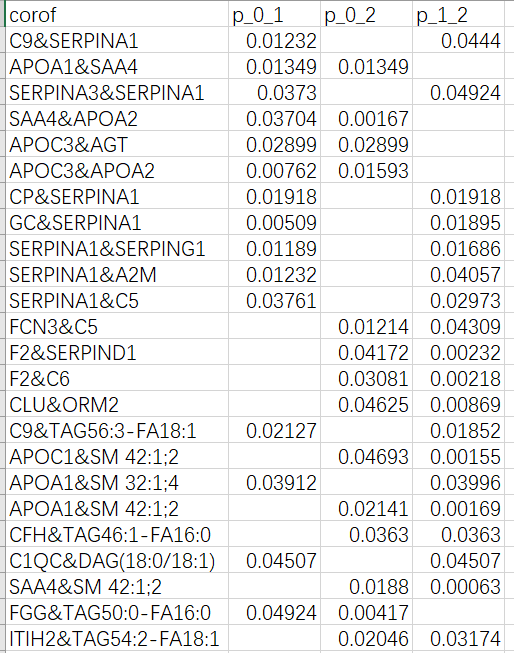 corof p_0_1 p_0_2 p_1_2
C9&SERPINA1 0.01232 0.0444
APOA1&SAA4 0.01349 0.01349
SERPINA3&SERPINA1 0.0373 0.04924
SAA4&APOA2 0.03704 0.00167
APOC3&AGT 0.02899 0.02899
APOC3&APOA2 0.00762 0.01593
CP&SERPINA1 0.01918 0.01918
GC&SERPINA1 0.00509 0.01895
SERPINA1&SERPING1 0.01189 0.01686
SERPINA1&A2M 0.01232 0.04057
SERPINA1&C5 0.03761 0.02973
FCN3&C5 0.01214 0.04309
F2&SERPIND1 0.04172 0.00232
F2&C6 0.03081 0.00218
CLU&ORM2 0.04625 0.00869
C9&TAG56:3-FA18:1 0.02127 0.01852
APOC1&SM 42:1;2 0.04693 0.00155
APOA1&SM 32:1;4 0.03912 0.03996
APOA1&SM 42:1;2 0.02141 0.00169
CFH&TAG46:1-FA16:0 0.0363 0.0363
C1QC&DAG(18:0/18:1) 0.04507 0.04507
SAA4&SM 42:1;2 0.0188 0.00063
FGG&TAG50:0-FA16:0 0.04924 0.00417
ITIH2&TAG54:2-FA18:1 0.02046 0.03174